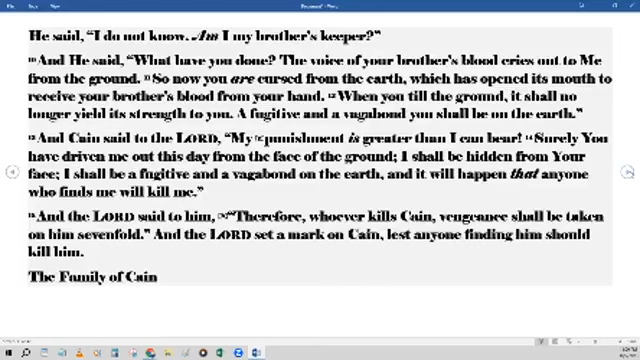 He said, “I do not know. Am I my brother’s keeper?”
10 And He said, “What have you done? The voice of your brother’s blood cries out to Me
from the ground. 11 So now you are cursed from the earth, which has opened its mouth to
receive your brother’s blood from your hand. 12 When you till the ground, it shall no
longer yield its strength to you. A fugitive and a vagabond you shall be on the earth.”
13 And Cain said to the LORD, “My punishment is greater than I can bear! 14 Surely You
have driven me out this day from the face of the ground; I shall be hidden from Your
face; I shall be a fugitive and a vagabond on the earth, and it will happen that anyone
who finds me will kill me.”
15 And the LORD said to him, “Therefore, whoever kills Cain, vengeance shall be taken
on him sevenfold.” And the LORD set a mark on Cain, lest anyone finding him should
kill him.
The Family of Cain